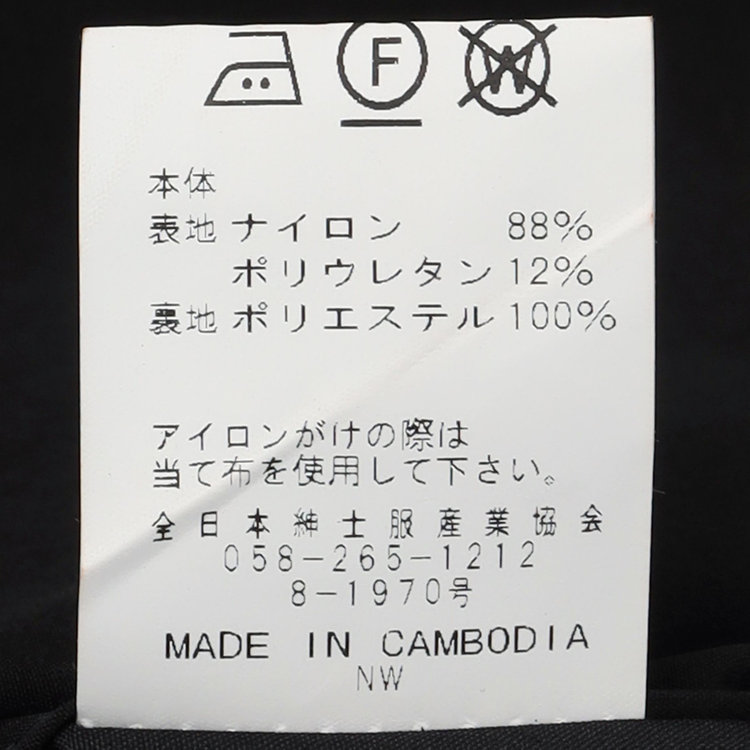 F W
本体
表地 ナイロン 88%
ポリウレタン 12%
裏地 ポリエステル 100%
アイロンがけの際は
当て布を使用して下さい。
全日本紳士服産業協会
058-265-1212
8-1970号
MADE IN CAMBODIA
NW